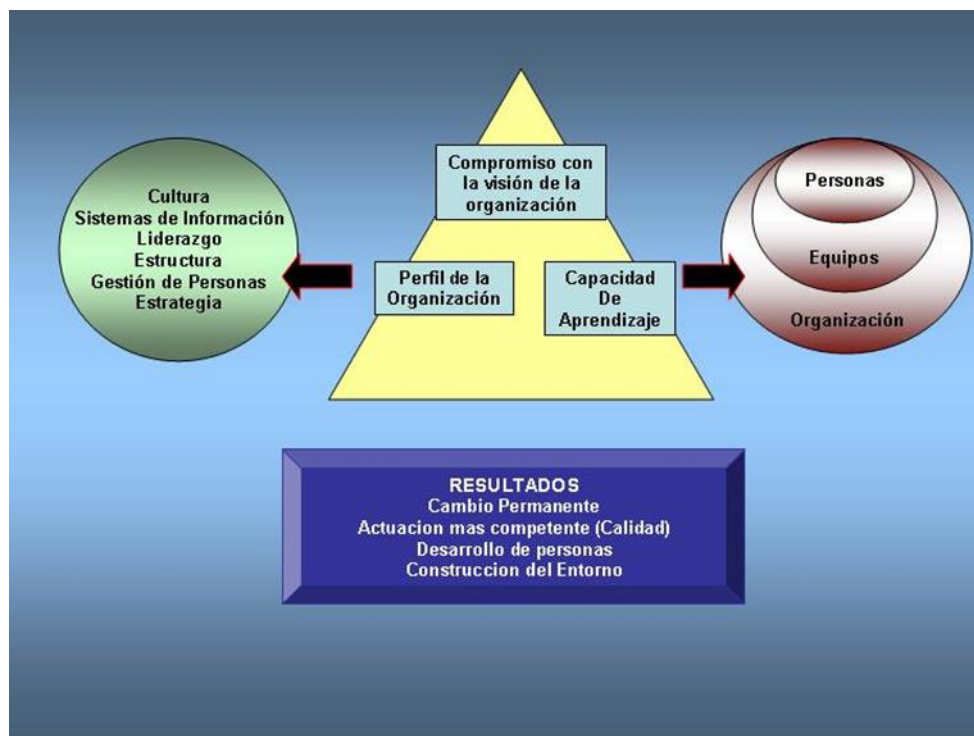 Compromiso con
la visión de la
organización
Cultura
Sistemas de Información
Liderazgo
Estructura
Gestión de Personas
Estrategia
Perfil de la
Organización
Capacidad
De
Aprendizaje
Personas
Equipos
Organización
RESULTADOS
Cambio Permanente
Actuacion mas competente (Calidad)
Desarrollo de personas
Construccion del Entorno